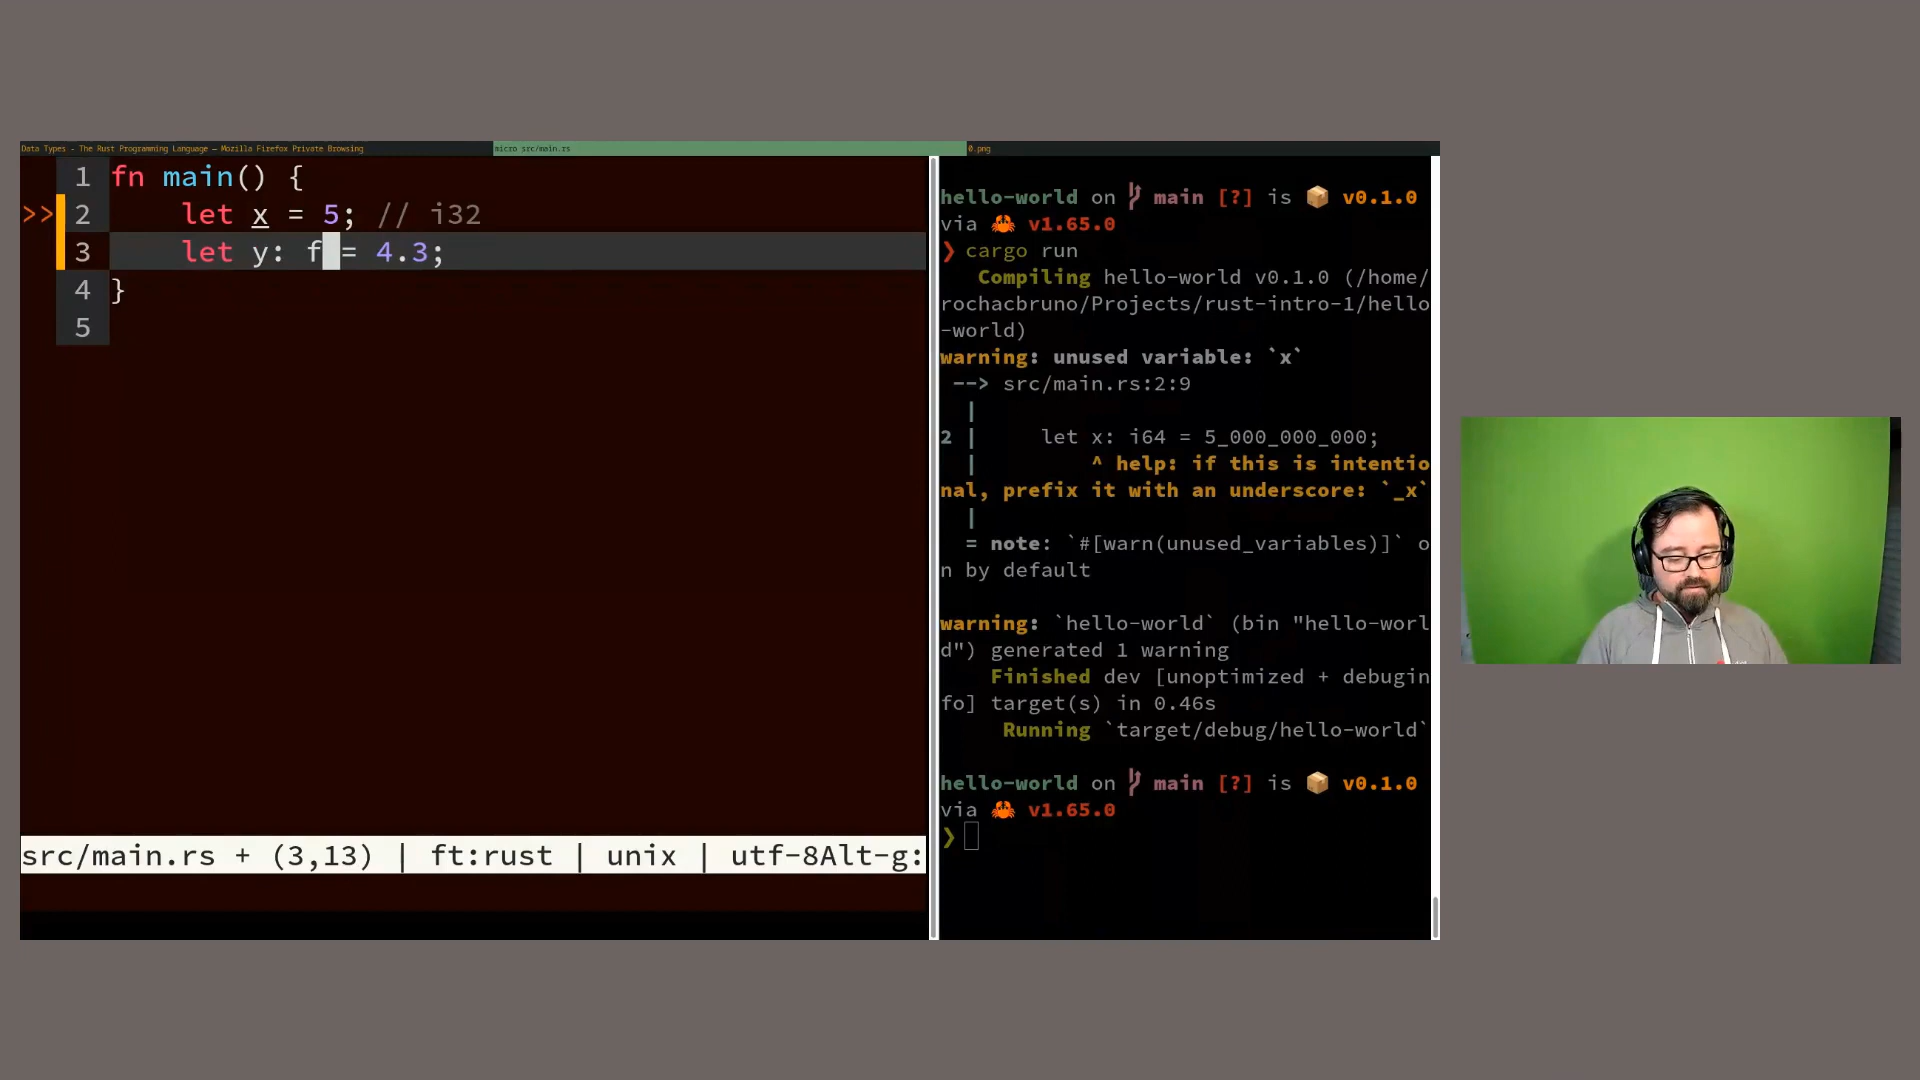 Data Types - The Rust Programming Language — Mozilla Firefox Private Browsing
micro src/main.rs
0.png
1 fn main() {
>> 2 let x = 5; // i32
3 let y: f = 4.3;
4 }
5
src/main.rs + (3,13) | ft:rust | unix | utf-8Alt-g:
hello-world on main [?] is 📦 v0.1.0
via 🦀 v1.65.0
❯ cargo run
Compiling hello-world v0.1.0 (/home/
rochacbruno/Projects/rust-intro-1/hello
-world)
warning: unused variable: `x`
--> src/main.rs:2:9
|
2 | let x: i64 = 5_000_000_000;
| ^ help: if this is intentio
nal, prefix it with an underscore: `_x`
|
= note: `#[warn(unused_variables)]` o
n by default
warning: `hello-world` (bin "hello-worl
d") generated 1 warning
Finished dev [unoptimized + debugin
fo] target(s) in 0.46s
Running `target/debug/hello-world`
hello-world on main [?] is 📦 v0.1.0
via 🦀 v1.65.0
❯